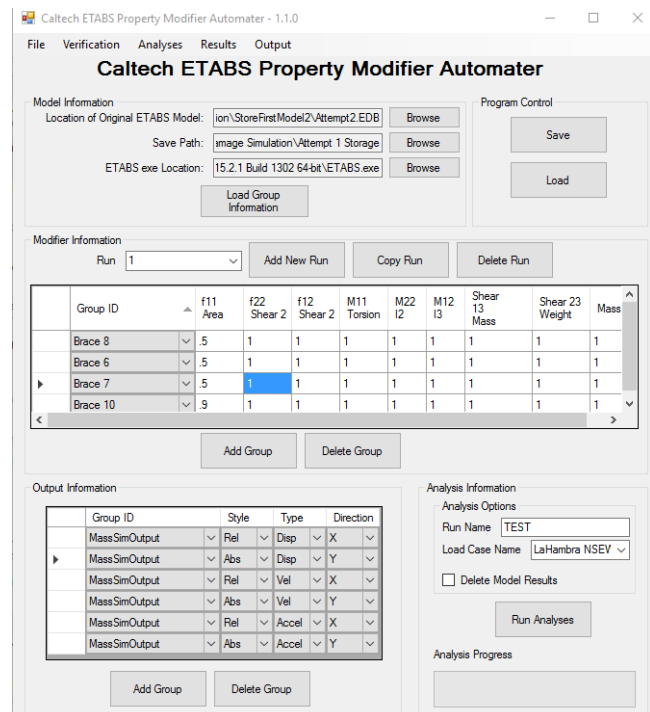 Caltech ETABS Property Modifier Automater - 1.1.0
File Verification Analyses Results Output
Caltech ETABS Property Modifier Automater
Model Information
Location of Original ETABS Model: ion\StoreFirstModel2\Attempt2.EDB Browse
Save Path: amage Simulation\Attempt 1 Storage Browse
ETABS exe Location: 15.2.1 Build 1302 64-bit\ETABS.exe Browse
Load Group
Information
Program Control
Save
Load
Modifier Information
Run 1 Add New Run Copy Run Delete Run
Group ID f11 Area f22 Shear 2 f12 Shear 2 M11 Torsion M22 I2 M12 I3 Shear 13 Mass Shear 23 Weight Mass
Brace 8 .5 1 1 1 1 1 1 1 1
Brace 6 .5 1 1 1 1 1 1 1 1
Brace 7 .5 1 1 1 1 1 1 1 1
Brace 10 .9 1 1 1 1 1 1 1 1
Add Group Delete Group
Output Information
Group ID Style Type Direction
MassSimOutput Rel Disp X
MassSimOutput Abs Disp Y
MassSimOutput Rel Vel X
MassSimOutput Abs Vel Y
MassSimOutput Rel Accel X
MassSimOutput Abs Accel Y
Add Group Delete Group
Analysis Information
Analysis Options
Run Name TEST
Load Case Name LaHambra NSEV
Delete Model Results
Run Analyses
Analysis Progress